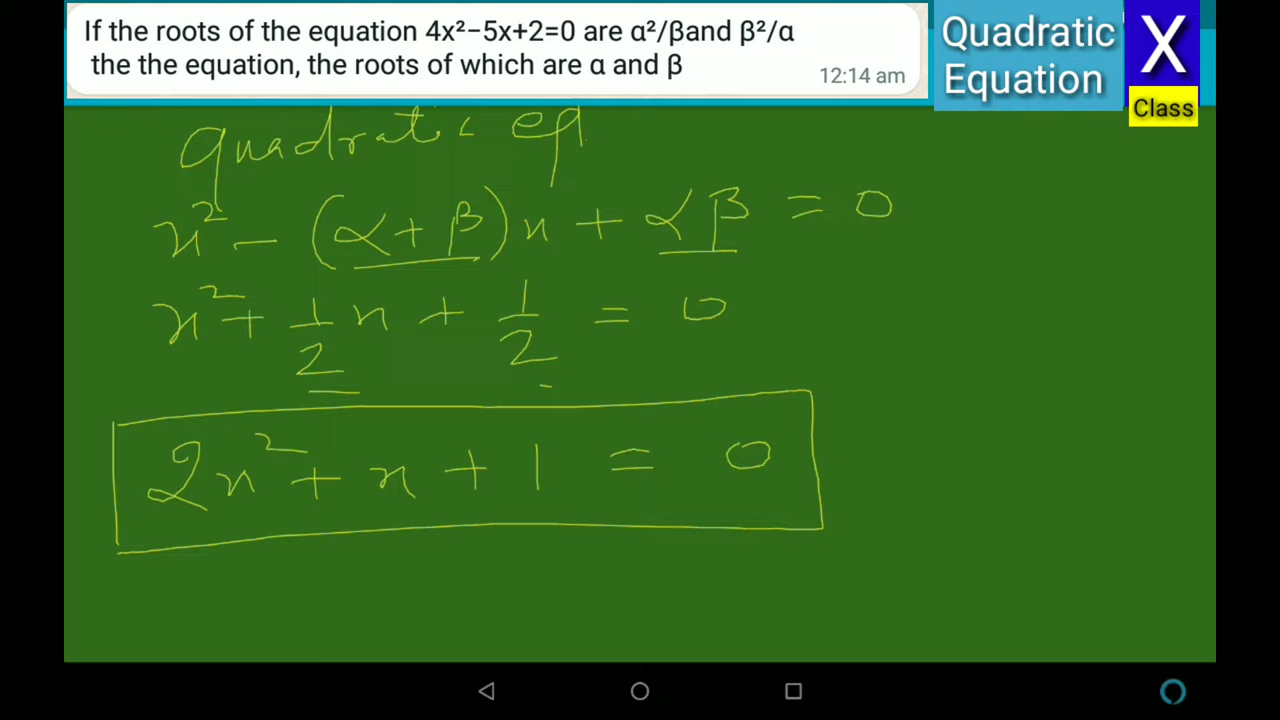 If the roots of the equation 4x²−5x+2=0 are α²/βand β²/α
the the equation, the roots of which are α and β
12:14 am
Quadratic
Equation
X
Class
quadratic eq
x² − (α+β)x + αβ = 0
x² + 1/2 x + 1/2 = 0
2x² + x + 1 = 0